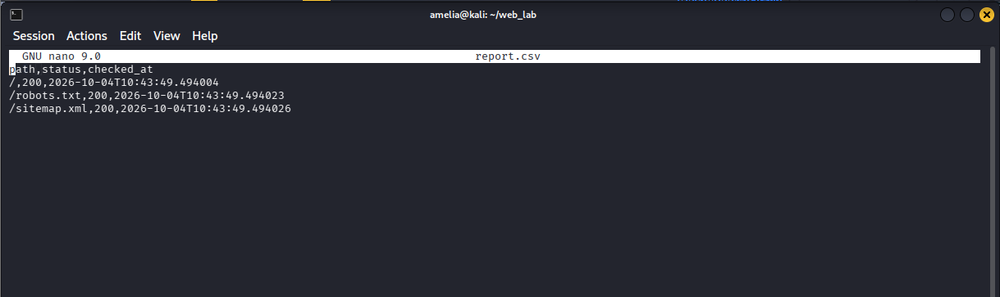 amelia@kali: ~/web_lab
Session Actions Edit View Help
GNU nano 9.0 report.csv
path,status,checked_at
/,200,2026-10-04T10:43:49.494004
/robots.txt,200,2026-10-04T10:43:49.494023
/sitemap.xml,200,2026-10-04T10:43:49.494026